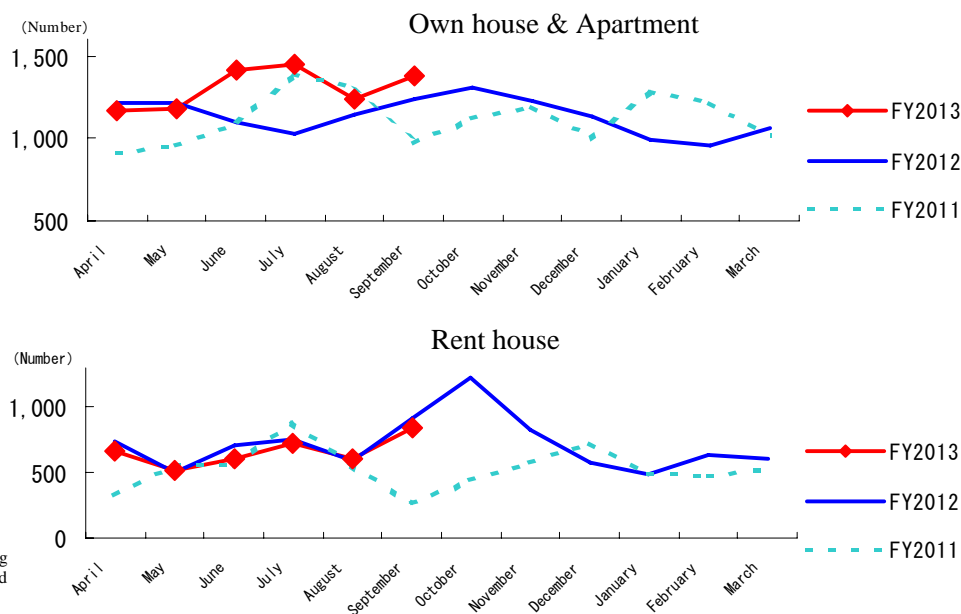 Own house & Apartment
(Number)
1,500
1,000
500
FY2013
FY2012
FY2011
April
May
June
July
August
September
October
November
December
January
February
March
Rent house
(Number)
1,000
500
0
FY2013
FY2012
FY2011
April
May
June
July
August
September
October
November
December
January
February
March